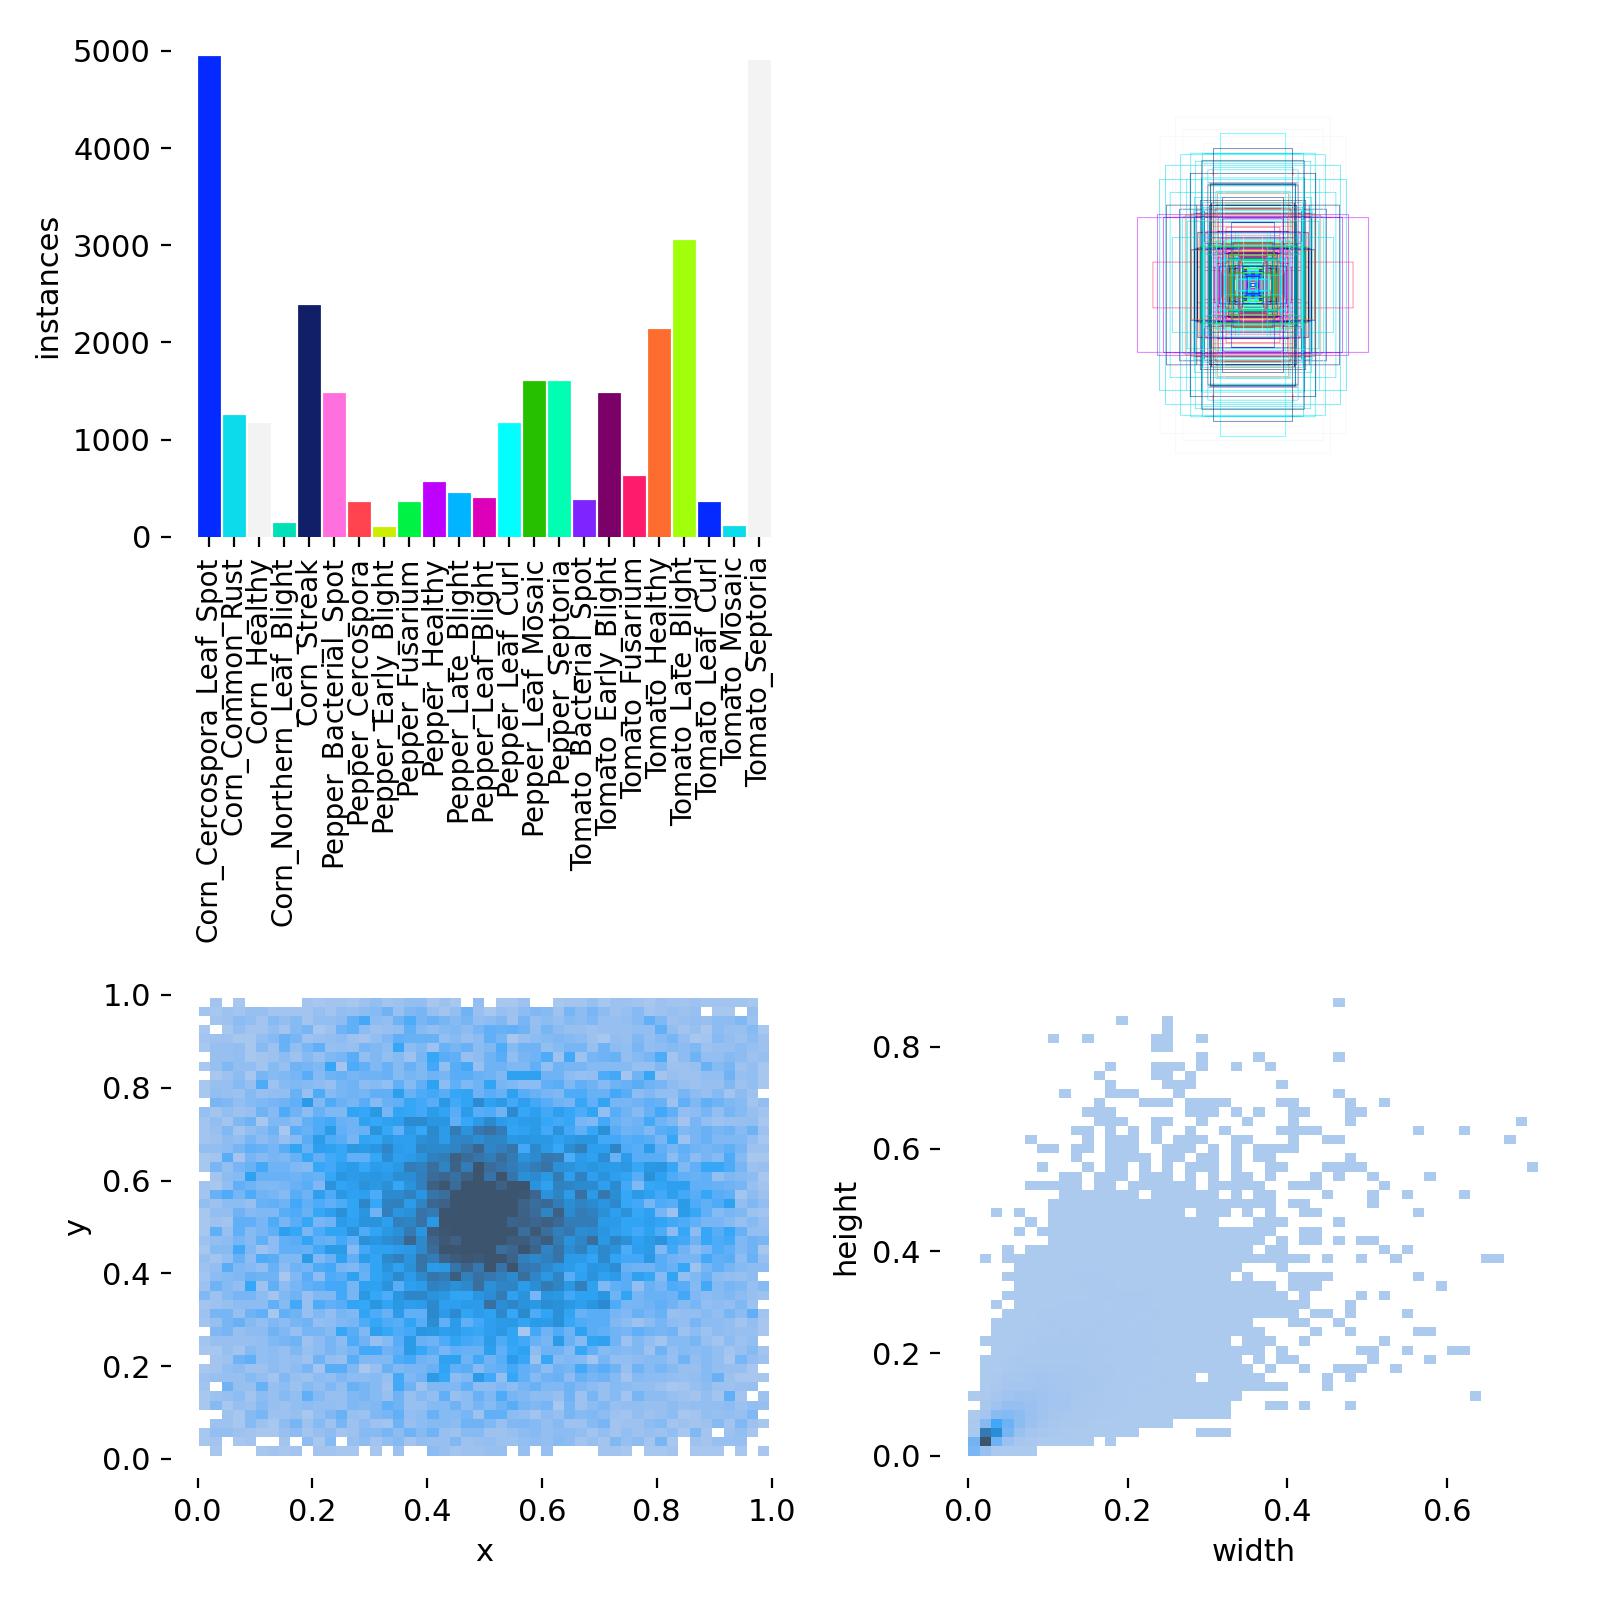 5000
4000
3000
2000
1000
0
instances
Corn_Cercospora_Leaf_Spot
Corn_Common_Rust
Corn_Healthy
Corn_Northern_Leaf_Blight
Corn_Streak
Pepper_Bacterial_Spot
Pepper_Cercospora
Pepper_Early_Blight
Pepper_Fusarium
Pepper_Healthy
Pepper_Late_Blight
Pepper_Leaf_Blight
Pepper_Leaf_Curl
Pepper_Leaf_Mosaic
Pepper_Septoria
Tomato_Bacterial_Spot
Tomato_Early_Blight
Tomato_Fusarium
Tomato_Healthy
Tomato_Late_Blight
Tomato_Leaf_Curl
Tomato_Mosaic
Tomato_Septoria
1.0
0.8
0.6
0.4
0.2
0.0
y
0.0 0.2 0.4 0.6 0.8 1.0
x
0.8
0.6
0.4
0.2
0.0
height
0.0 0.2 0.4 0.6
width